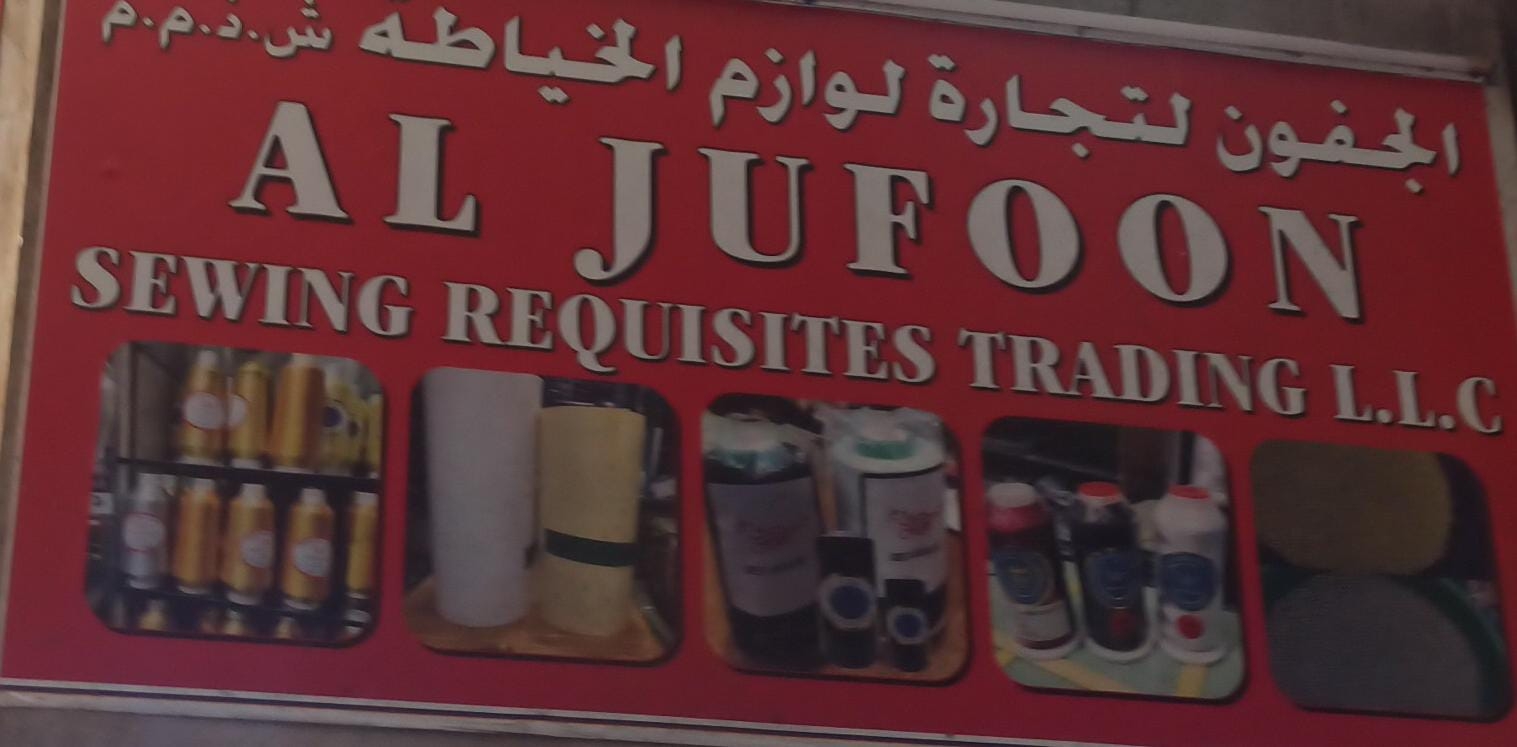 الجفون لتجارة لوازم الخياطة ش.ذ.م.م
AL JUFOON
SEWING REQUISITES TRADING L.L.C